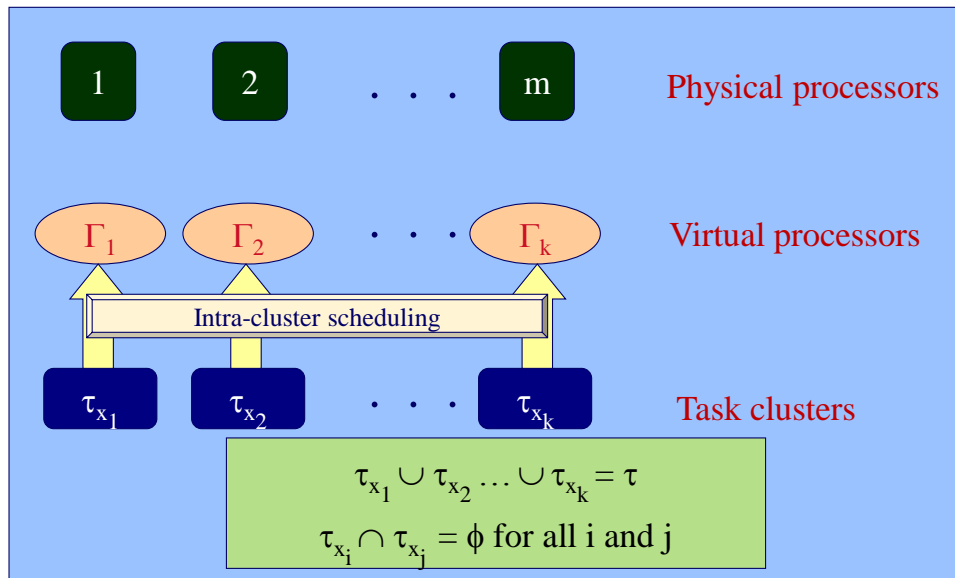 1 2 . . . m Physical processors
Γ₁ Γ₂ . . . Γₖ Virtual processors
Intra-cluster scheduling
τₓ₁ τₓ₂ . . . τₓₖ Task clusters
τₓ₁ ∪ τₓ₂ … ∪ τₓₖ = τ
τₓᵢ ∩ τₓⱼ = ϕ for all i and j